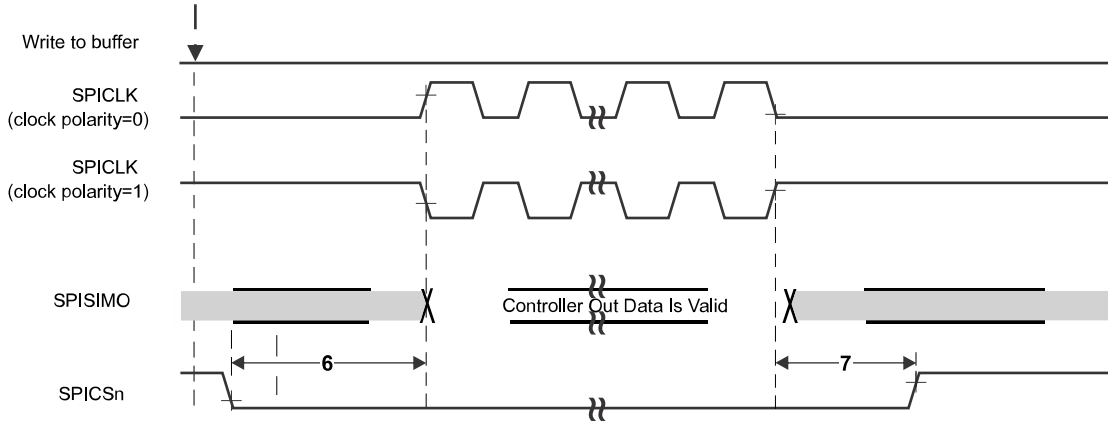 Write to buffer
SPICLK
(clock polarity=0)
SPICLK
(clock polarity=1)
SPISIMO
Controller Out Data Is Valid
6
7
SPICSn